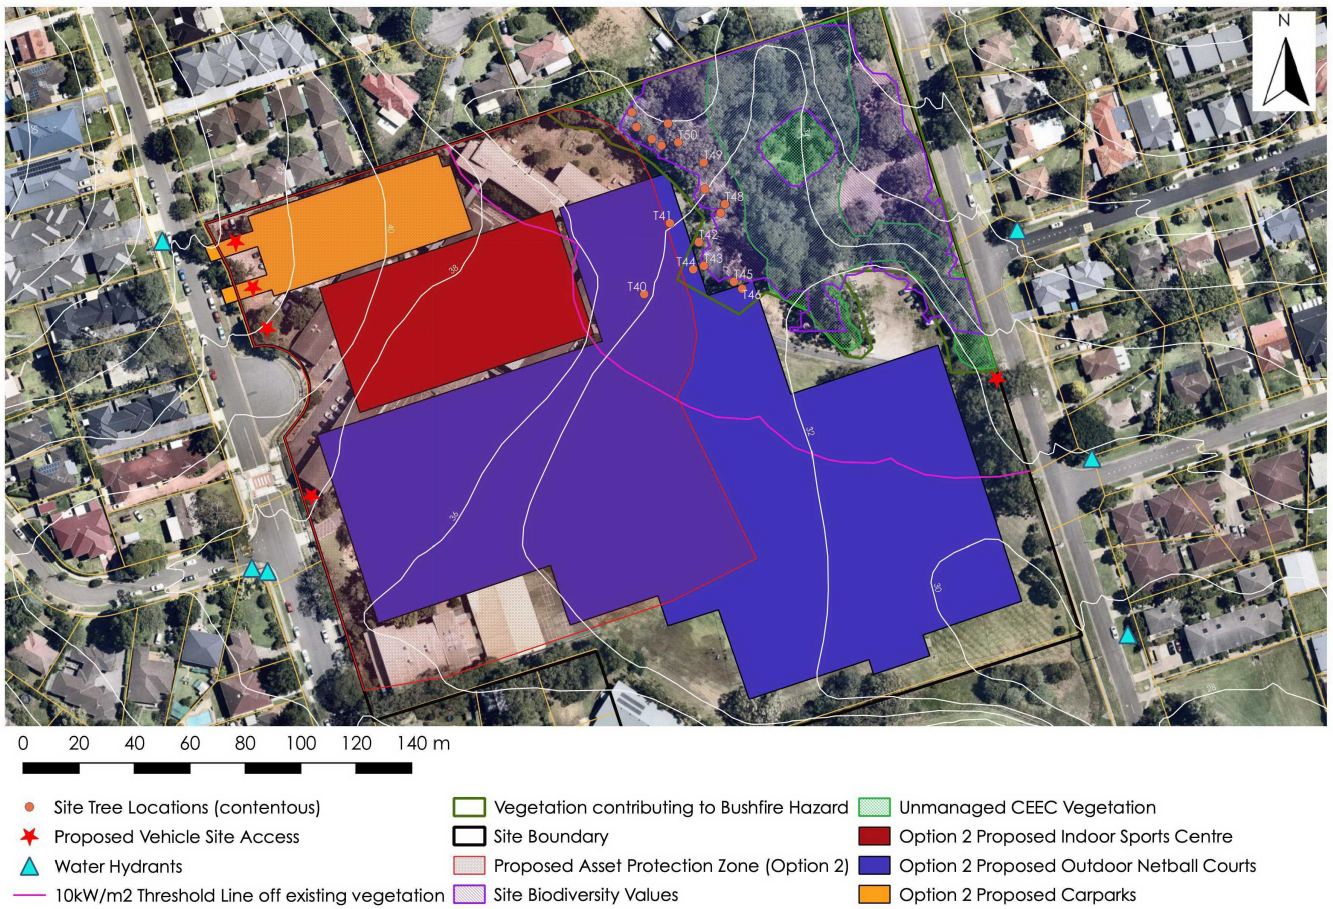 N
T50
T49
T48
T41
T42
T43
T44
T45
T46
T40
40
38
36
32
30
28
0 20 40 60 80 100 120 140 m
Site Tree Locations (contentous)
Proposed Vehicle Site Access
Water Hydrants
10kW/m2 Threshold Line off existing vegetation
Vegetation contributing to Bushfire Hazard
Site Boundary
Proposed Asset Protection Zone (Option 2)
Site Biodiversity Values
Unmanaged CEEC Vegetation
Option 2 Proposed Indoor Sports Centre
Option 2 Proposed Outdoor Netball Courts
Option 2 Proposed Carparks